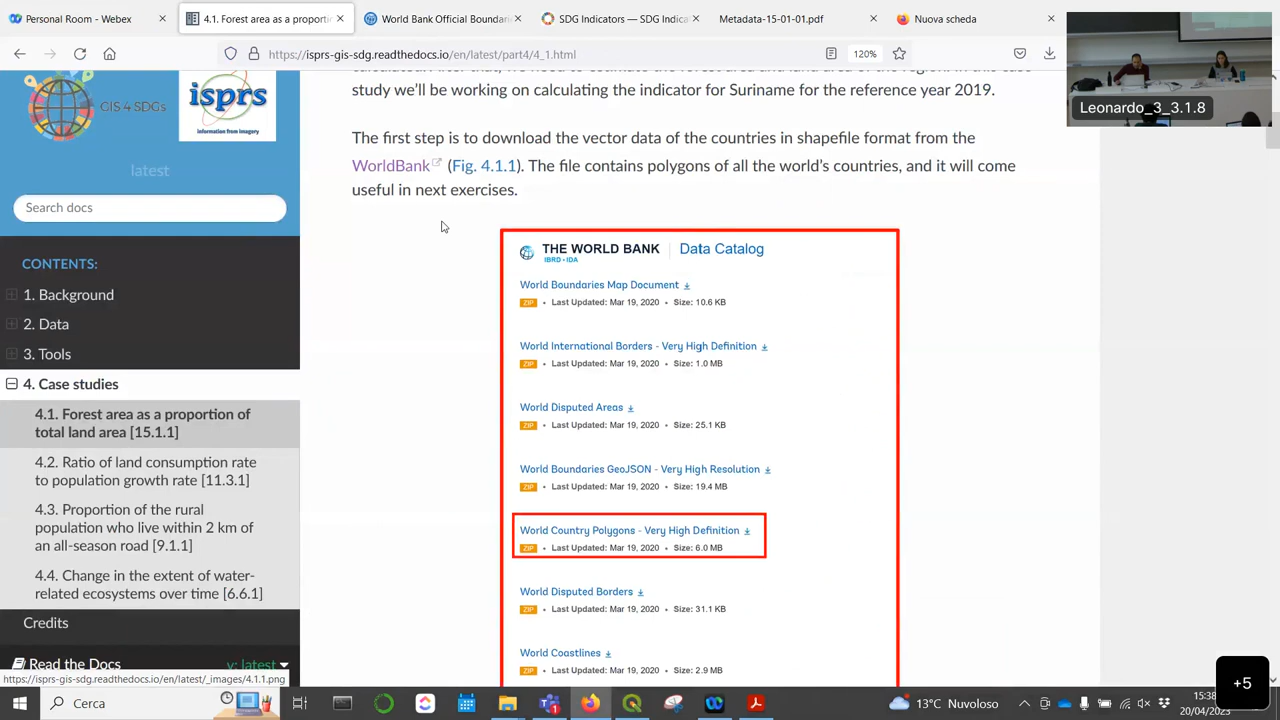 Personal Room - Webex
4.1. Forest area as a proporti
World Bank Official Boundari
SDG Indicators — SDG Indicat
Metadata-15-01-01.pdf
Nuova scheda
https://isprs-gis-sdg.readthedocs.io/en/latest/part4/4_1.html
120%
Leonardo_3_3.1.8
GIS 4 SDGs
isprs
information from imagery
latest
Search docs
CONTENTS:
1. Background
2. Data
3. Tools
4. Case studies
4.1. Forest area as a proportion of
total land area [15.1.1]
4.2. Ratio of land consumption rate
to population growth rate [11.3.1]
4.3. Proportion of the rural
population who live within 2 km of
an all-season road [9.1.1]
4.4. Change in the extent of water-
related ecosystems over time [6.6.1]
Credits
Read the Docs
v: latest
https://isprs-gis-sdg.readthedocs.io/en/latest/_images/4.1.1.png
study we'll be working on calculating the indicator for Suriname for the reference year 2019.
The first step is to download the vector data of the countries in shapefile format from the
WorldBank (Fig. 4.1.1). The file contains polygons of all the world's countries, and it will come
useful in next exercises.
THE WORLD BANK
IBRD • IDA
Data Catalog
World Boundaries Map Document
ZIP • Last Updated: Mar 19, 2020 • Size: 10.6 KB
World International Borders - Very High Definition
ZIP • Last Updated: Mar 19, 2020 • Size: 1.0 MB
World Disputed Areas
ZIP • Last Updated: Mar 19, 2020 • Size: 25.1 KB
World Boundaries GeoJSON - Very High Resolution
ZIP • Last Updated: Mar 19, 2020 • Size: 19.4 MB
World Country Polygons - Very High Definition
ZIP • Last Updated: Mar 19, 2020 • Size: 6.0 MB
World Disputed Borders
ZIP • Last Updated: Mar 19, 2020 • Size: 31.1 KB
World Coastlines
ZIP • Last Updated: Mar 19, 2020 • Size: 2.9 MB
+5
Cerca
13°C Nuvoloso
15:38
20/04/2023